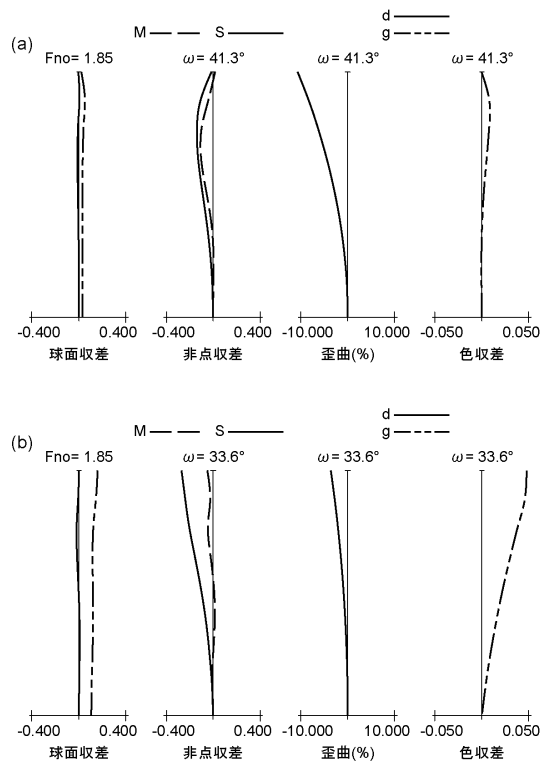 d
(a) M S g
Fno= 1.85 ω= 41.3° ω= 41.3° ω= 41.3°
-0.400 0.400 -0.400 0.400 -10.000 10.000 -0.050 0.050
球面収差 非点収差 歪曲(%) 色収差
d
(b) M S g
Fno= 1.85 ω= 33.6° ω= 33.6° ω= 33.6°
-0.400 0.400 -0.400 0.400 -10.000 10.000 -0.050 0.050
球面収差 非点収差 歪曲(%) 色収差